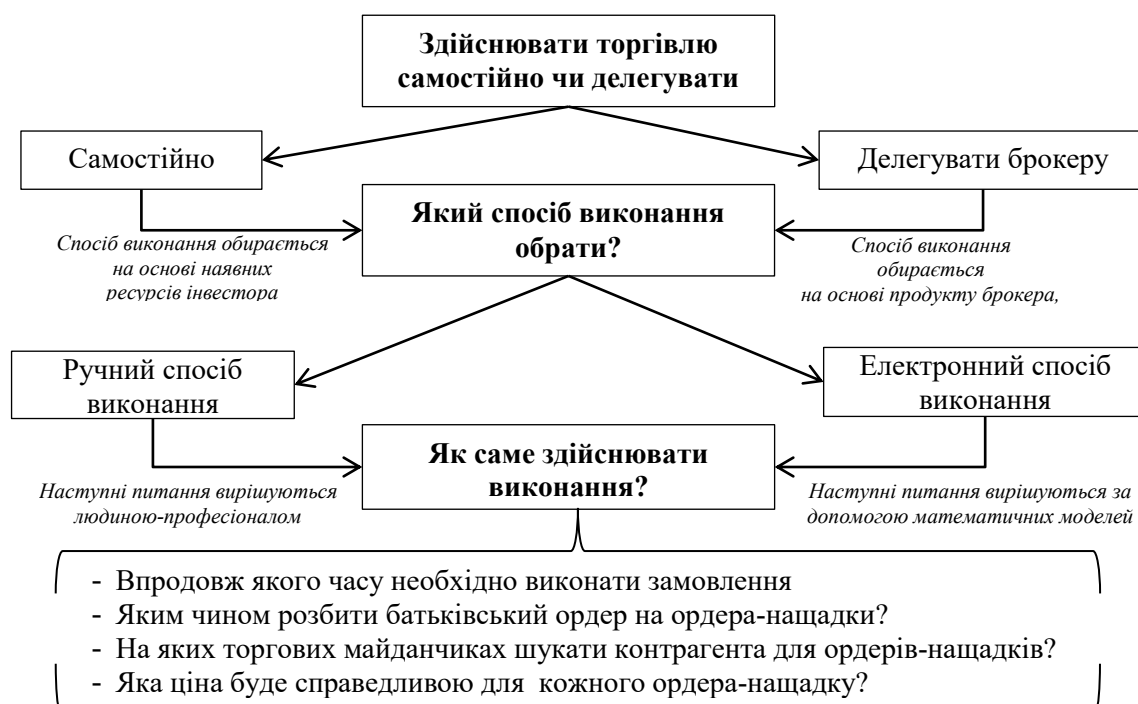 Здійснювати торгівлю
самостійно чи делегувати
Самостійно
Делегувати брокеру
Який спосіб виконання
обрати?
Спосіб виконання обирається
на основі наявних
ресурсів інвестора
Спосіб виконання
обирається
на основі продукту брокера,
Ручний спосіб
виконання
Електронний спосіб
виконання
Як саме здійснювати
виконання?
Наступні питання вирішуються
людиною-професіоналом
Наступні питання вирішуються за
допомогою математичних моделей
- Впродовж якого часу необхідно виконати замовлення
- Яким чином розбити батьківський ордер на ордера-нащадки?
- На яких торгових майданчиках шукати контрагента для ордерів-нащадків?
- Яка ціна буде справедливою для кожного ордера-нащадку?